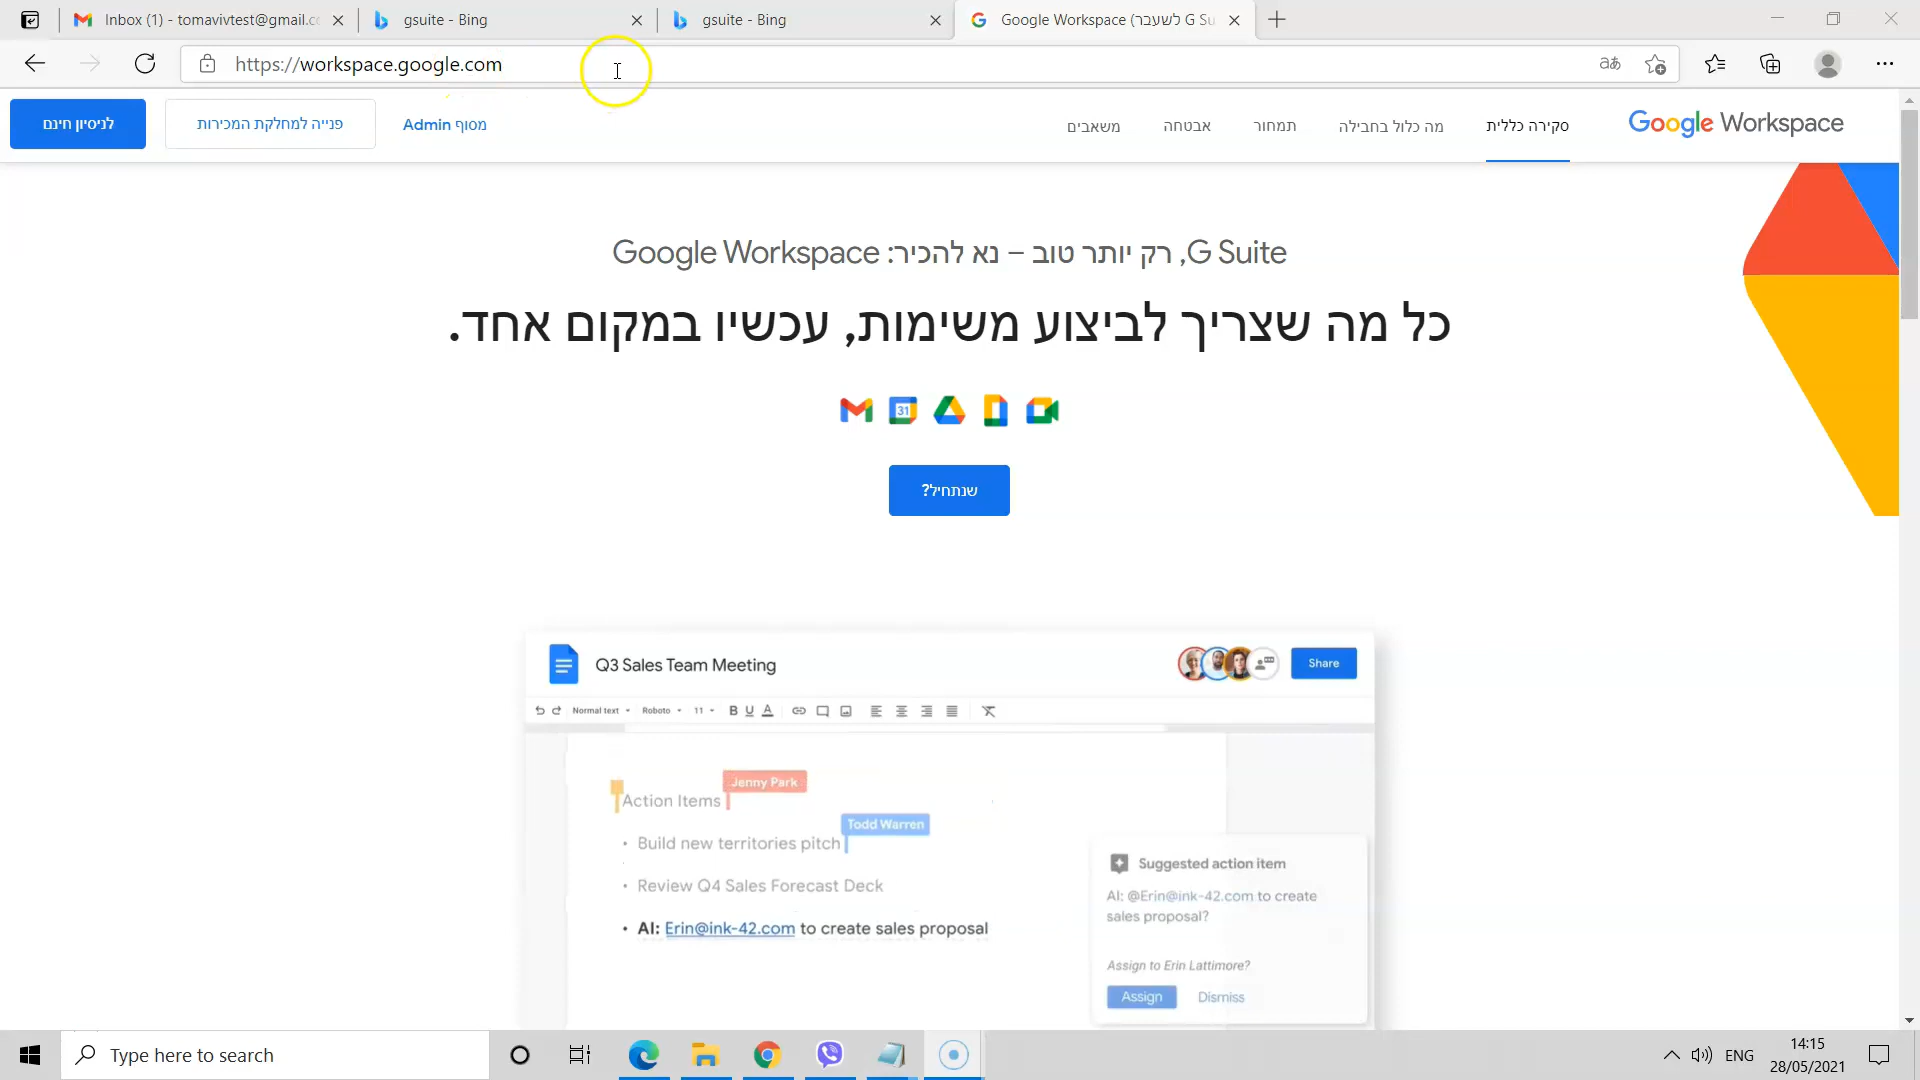 Inbox (1) - tomavivtest@gmail.c
gsuite - Bing
gsuite - Bing
Google Workspace (לשעבר G Su
https://workspace.google.com
Google Workspace
סקירה כללית
מה כלול בחבילה
תמחור
אבטחה
משאבים
מסוף Admin
פנייה למחלקת המכירות
לניסיון חינם
G Suite, רק יותר טוב – נא להכיר: Google Workspace
כל מה שצריך לביצוע משימות, עכשיו במקום אחד.
31
שנתחיל?
Q3 Sales Team Meeting
Share
Normal text
Roboto
11
B U A
Jenny Park
Action Items
Todd Warren
• Build new territories pitch
• Review Q4 Sales Forecast Deck
• AI: Erin@ink-42.com to create sales proposal
Suggested action item
AI: @Erin@ink-42.com to create
sales proposal?
Assign to Erin Lattimore?
Assign
Dismiss
Type here to search
ENG
14:15
28/05/2021